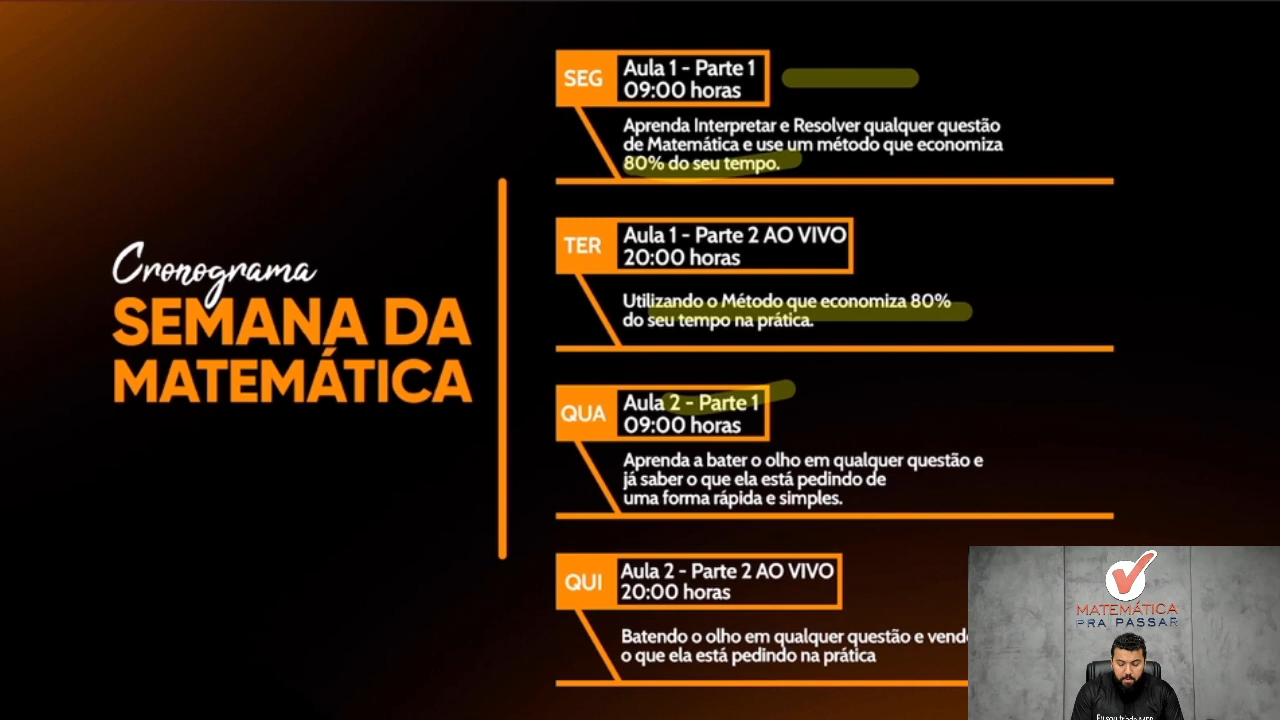 Cronograma
SEMANA DA
MATEMÁTICA
SEG
Aula 1 - Parte 1
09:00 horas
Aprenda Interpretar e Resolver qualquer questão
de Matemática e use um método que economiza
80% do seu tempo.
TER
Aula 1 - Parte 2 AO VIVO
20:00 horas
Utilizando o Método que economiza 80%
do seu tempo na prática.
QUA
Aula 2 - Parte 1
09:00 horas
Aprenda a bater o olho em qualquer questão e
já saber o que ela está pedindo de
uma forma rápida e simples.
QUI
Aula 2 - Parte 2 AO VIVO
20:00 horas
Batendo o olho em qualquer questão e
o que ela está pedindo na prática
MATEMÁTICA
PRA PASSAR